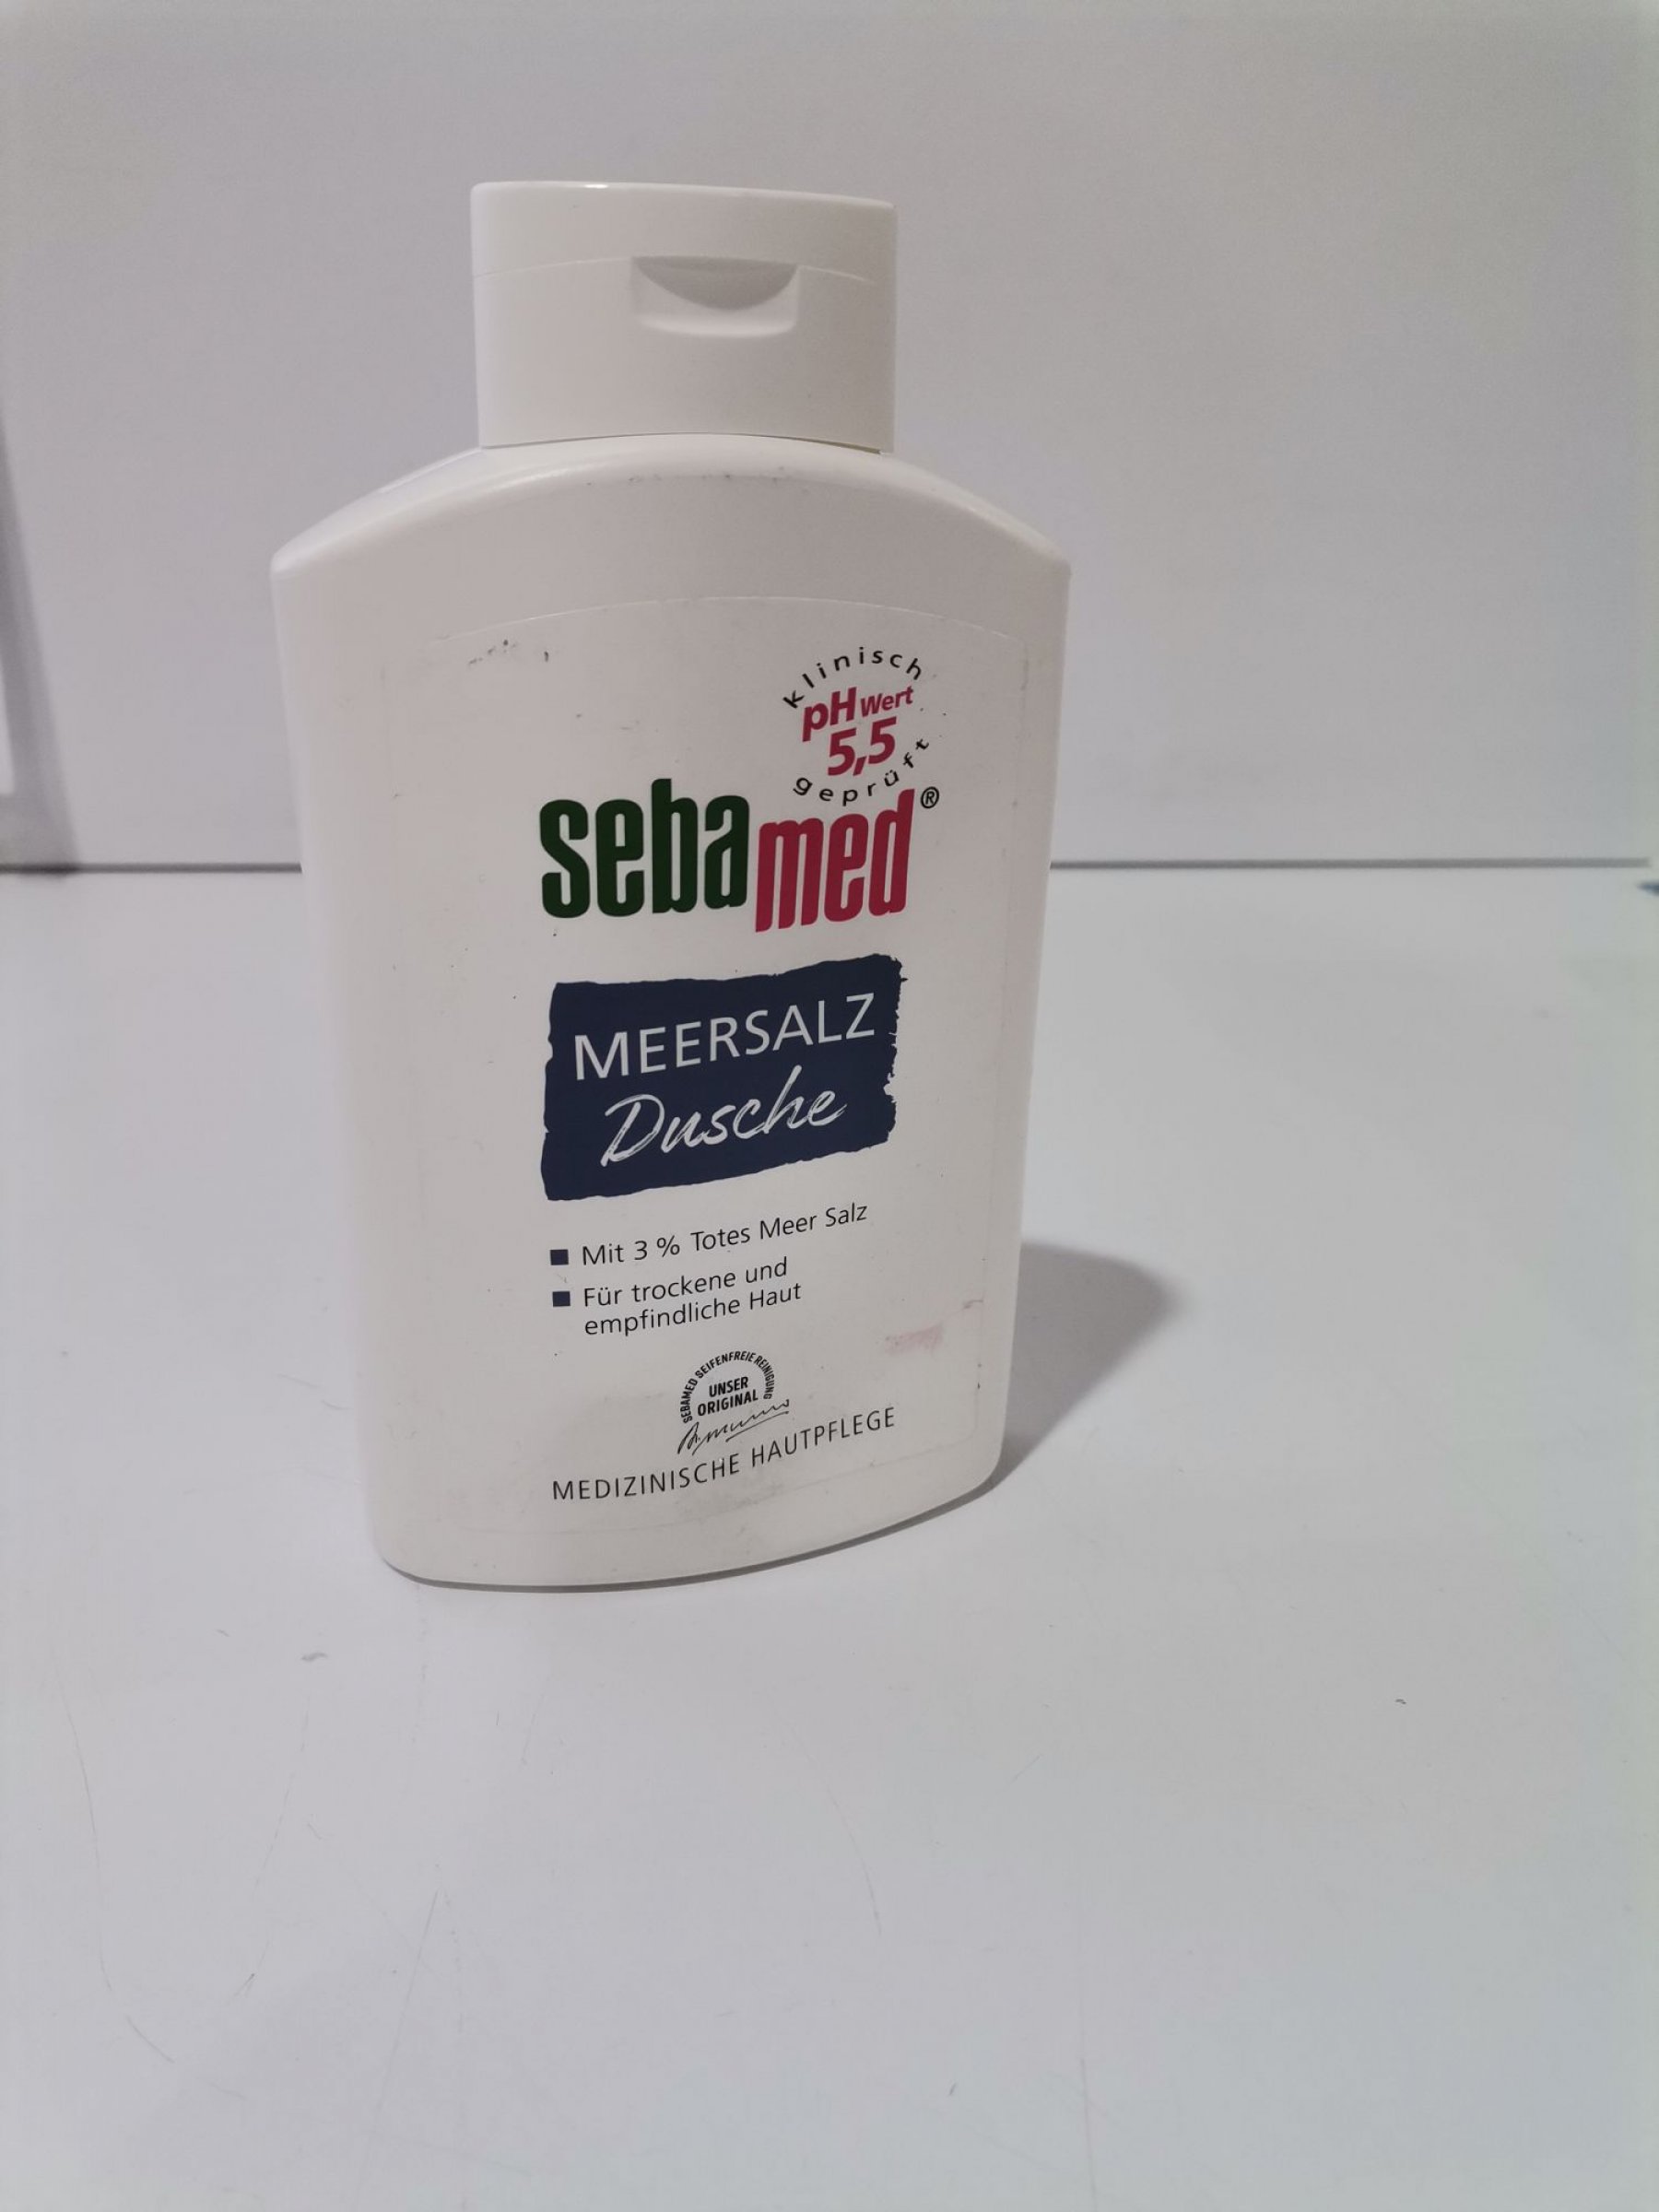 klinisch
pH Wert
5,5
geprüft
sebamed®
MEERSALZ
Dusche
Mit 3 % Totes Meer Salz
Für trockene und
empfindliche Haut
SEBAMED SEIFENFREIE REINIGUNG
UNSER
ORIGINAL
MEDIZINISCHE HAUTPFLEGE